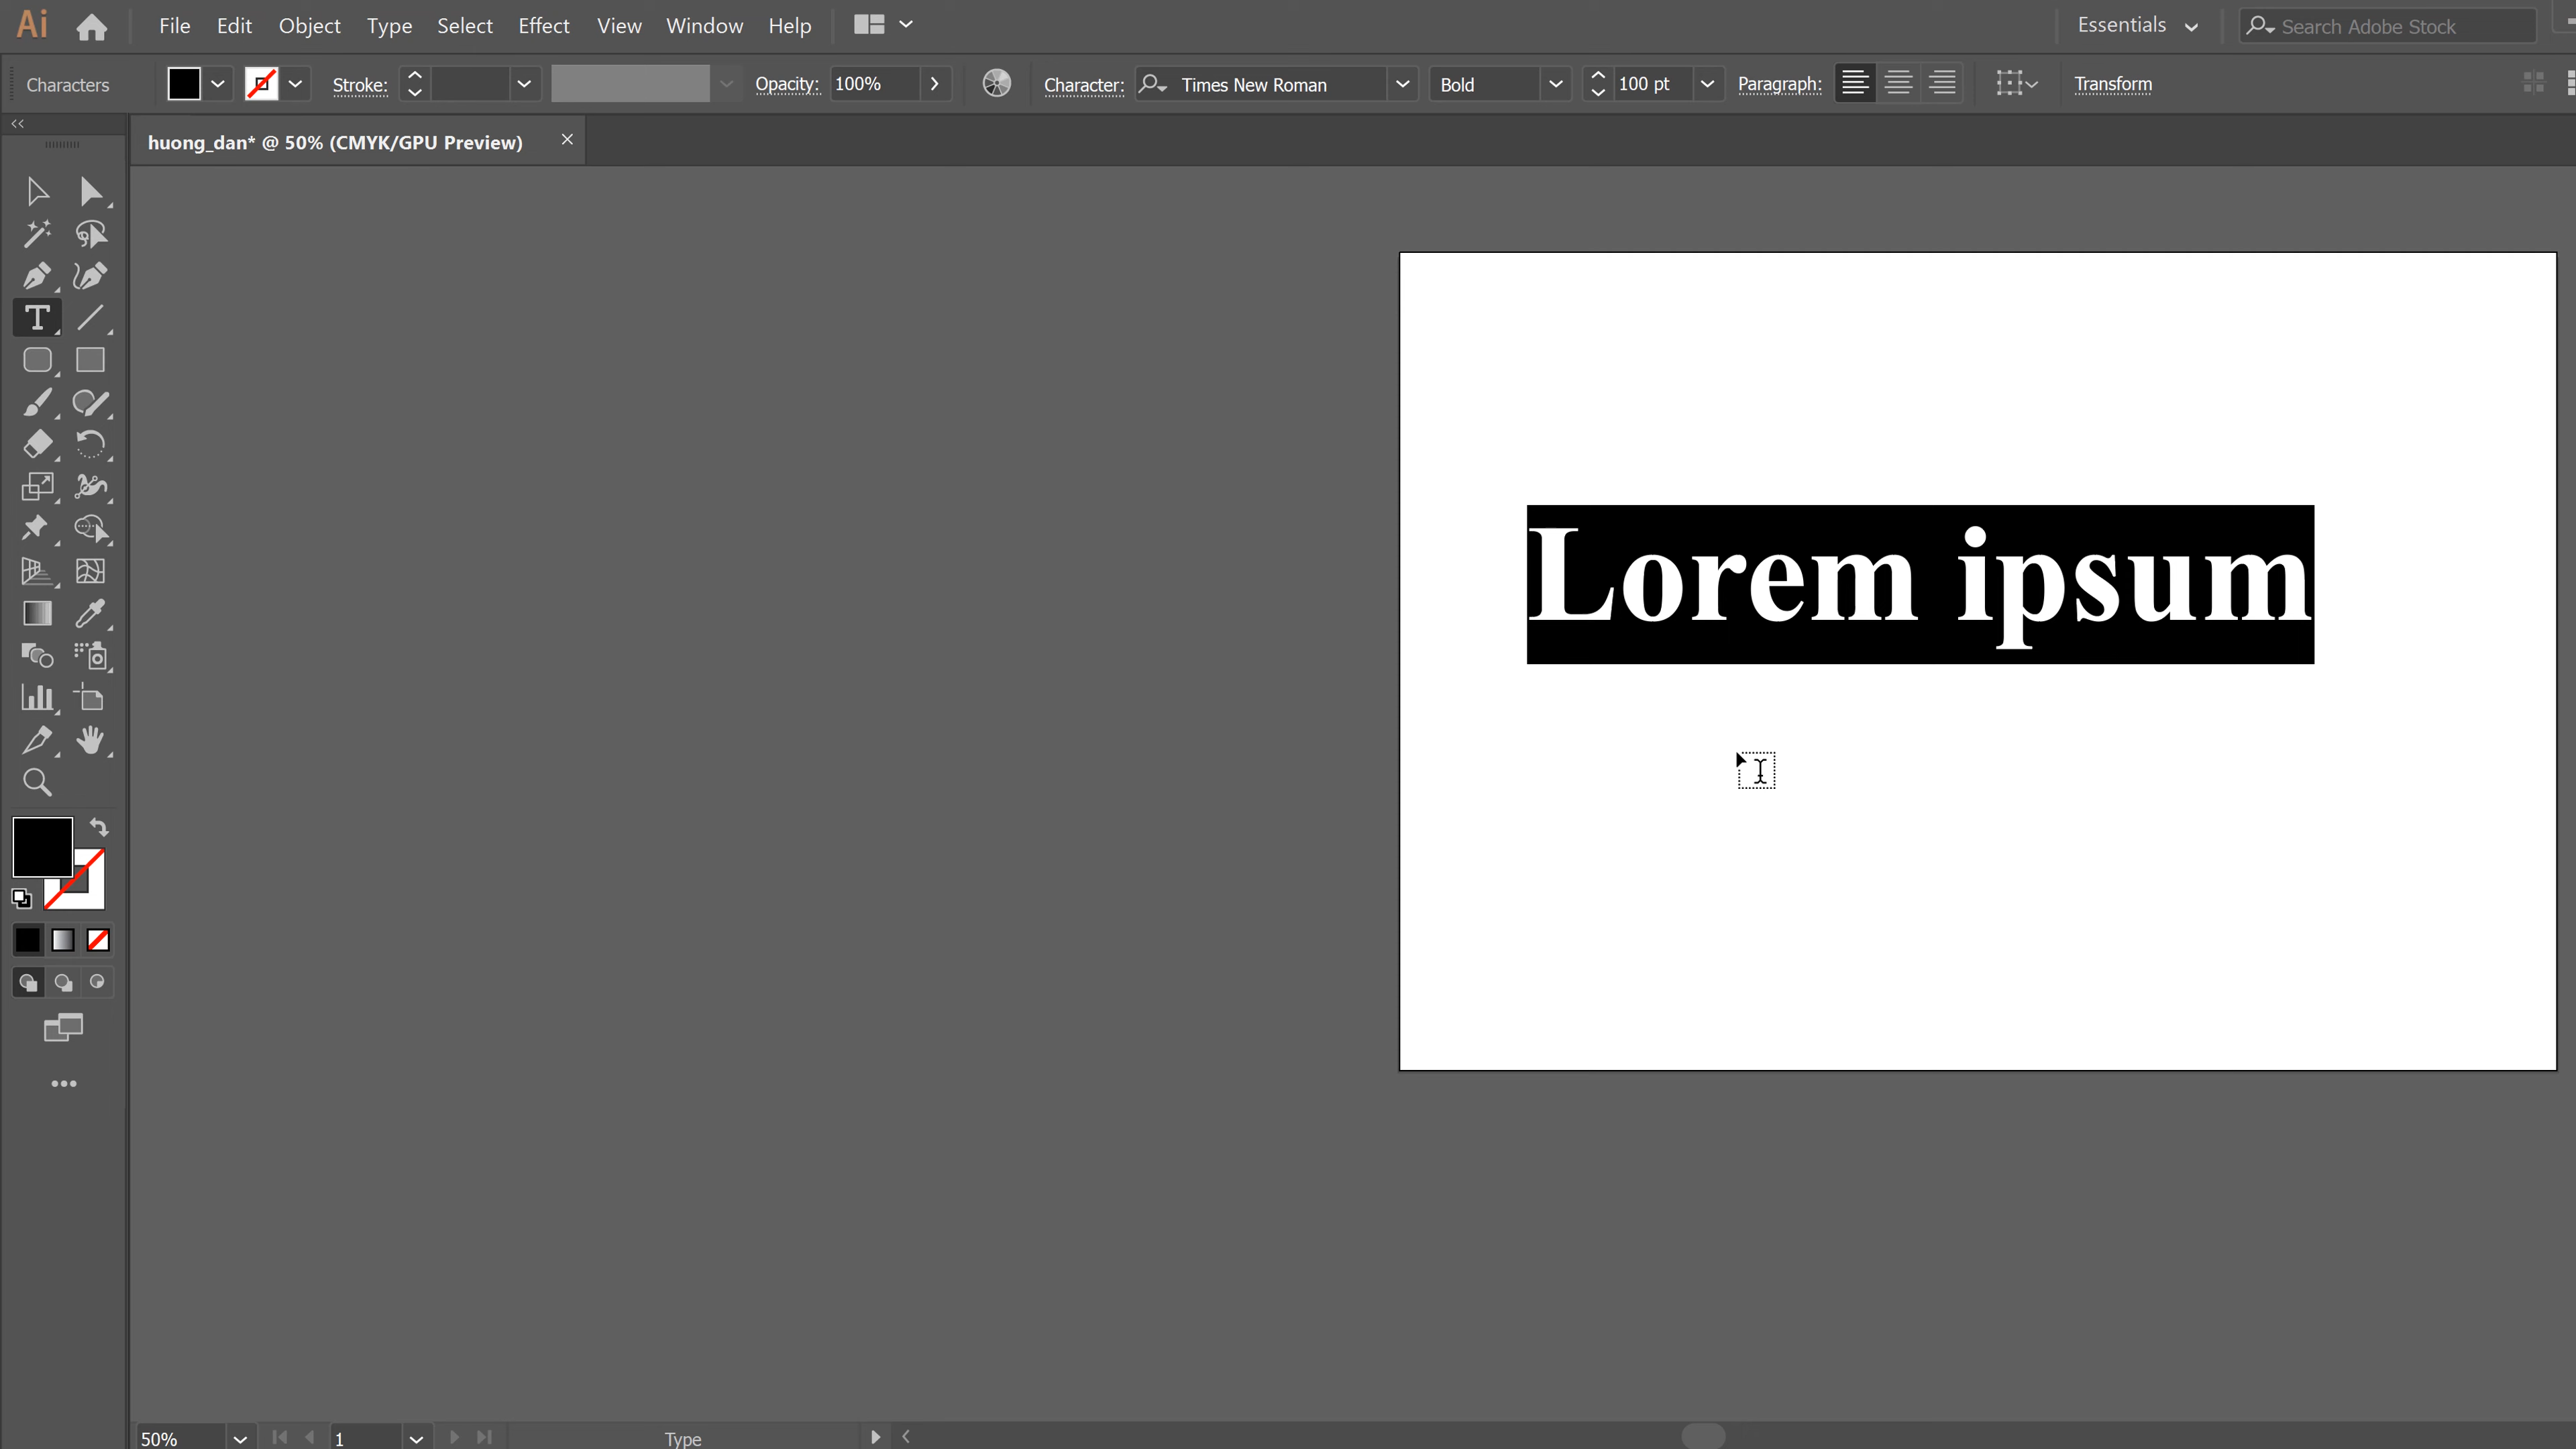 Ai File Edit Object Type Select Effect View Window Help Essentials Search Adobe Stock
Characters Stroke: Opacity: 100% Character: Times New Roman Bold 100 pt Paragraph: Transform
huong_dan* @ 50% (CMYK/GPU Preview)
Lorem ipsum
50% 1 Type